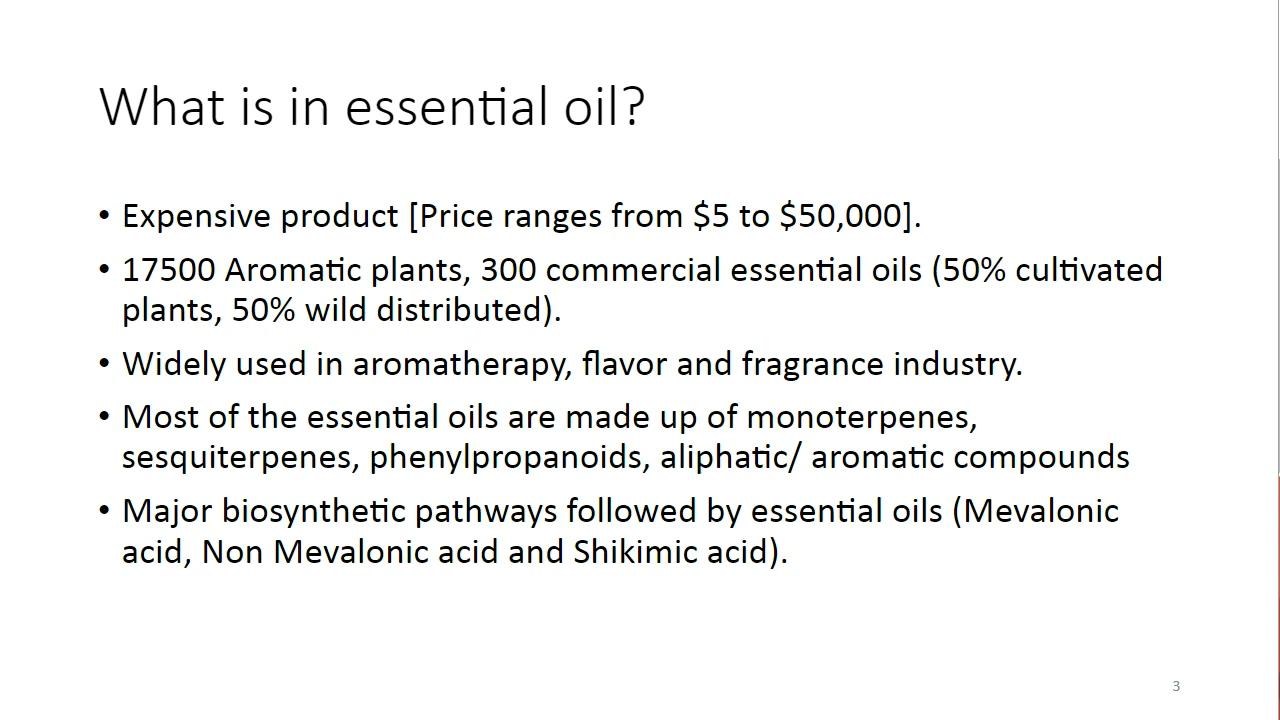 What is in essential oil?
• Expensive product [Price ranges from $5 to $50,000].
• 17500 Aromatic plants, 300 commercial essential oils (50% cultivated
plants, 50% wild distributed).
• Widely used in aromatherapy, flavor and fragrance industry.
• Most of the essential oils are made up of monoterpenes,
sesquiterpenes, phenylpropanoids, aliphatic/ aromatic compounds
• Major biosynthetic pathways followed by essential oils (Mevalonic
acid, Non Mevalonic acid and Shikimic acid).
3